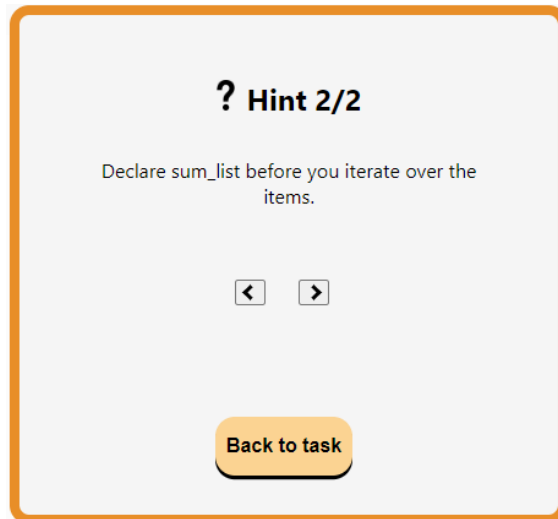 ? Hint 2/2
Declare sum_list before you iterate over the
items.
< >
Back to task